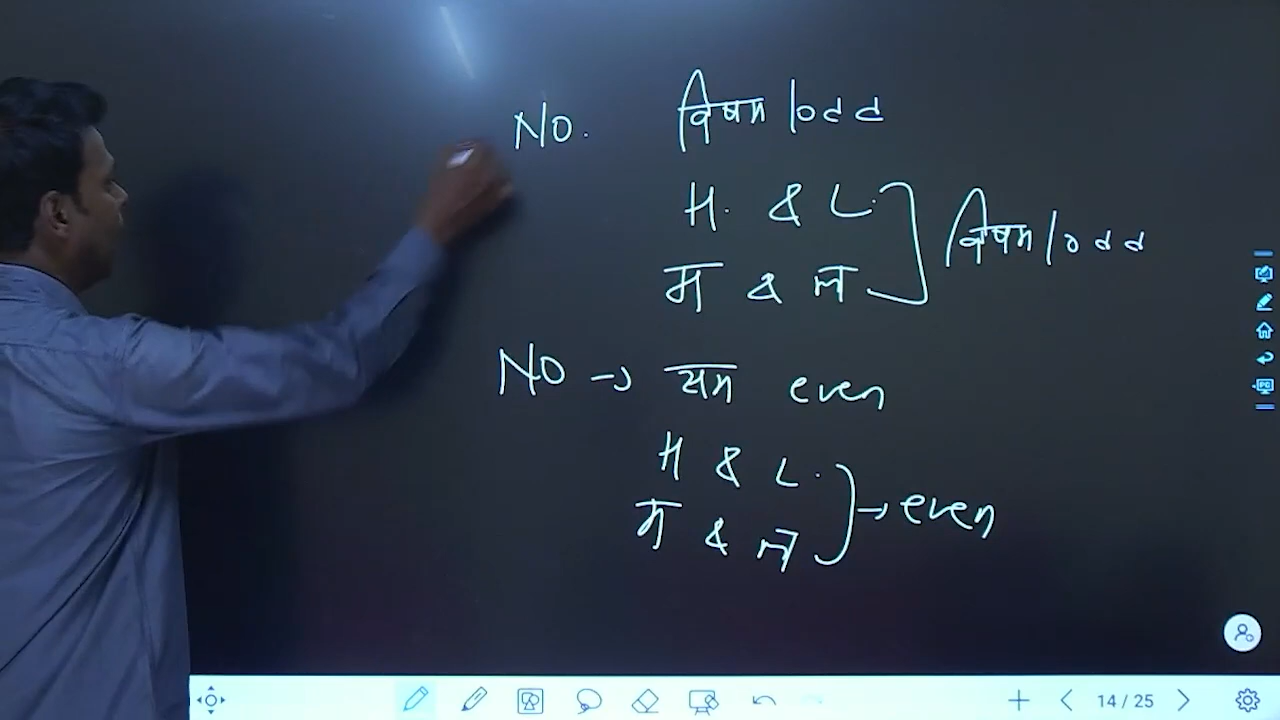 NO. विषम / odd
H. & L.
म & ल
विषम / odd
NO → सम even
H & L.
म & ल
→ even
14 / 25